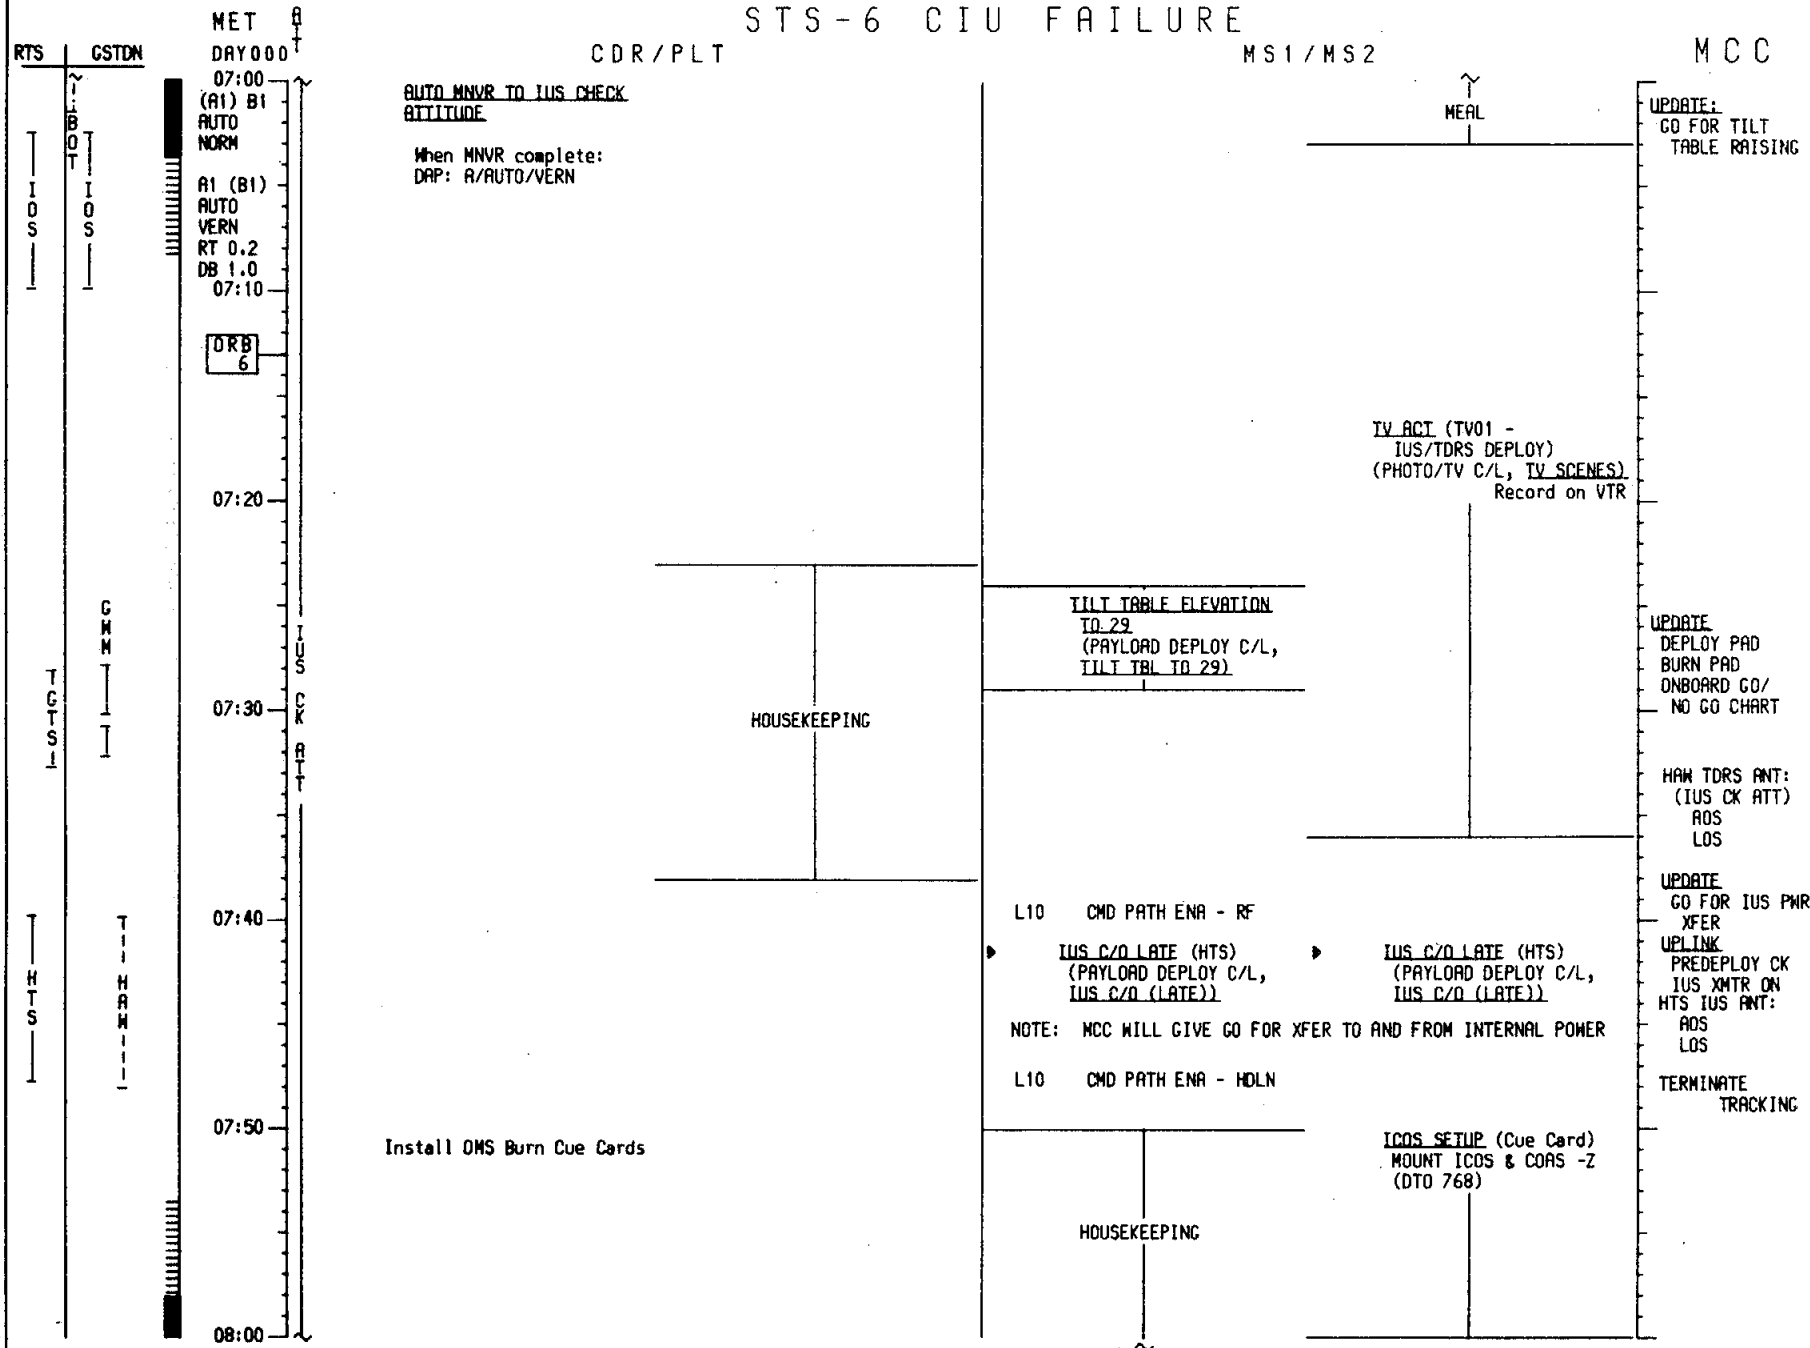 STS-6 CIU FAILURE
MET
ATT
RTS
GSTDN
DAY000
CDR/PLT
MS1/MS2
MCC
07:00
(A1) B1
AUTO
NORM
A1 (B1)
AUTO
VERN
RT 0.2
DB 1.0
07:10
ORB
6
07:20
07:30
07:40
07:50
08:00
BOT
IOS
IOS
GWM
TGTS
HTS
HAW
IUS CK ATT
AUTO MNVR TO IUS CHECK
ATTITUDE
When MNVR complete:
DAP: A/AUTO/VERN
HOUSEKEEPING
Install OMS Burn Cue Cards
TILT TABLE ELEVATION
TO 29
(PAYLOAD DEPLOY C/L,
TILT TBL TO 29)
L10 CMD PATH ENA - RF
IUS C/O LATE (HTS)
(PAYLOAD DEPLOY C/L,
IUS C/O (LATE))
NOTE: MCC WILL GIVE GO FOR XFER TO AND FROM INTERNAL POWER
L10 CMD PATH ENA - HDLN
HOUSEKEEPING
MEAL
TV ACT (TV01 -
IUS/TDRS DEPLOY)
(PHOTO/TV C/L, TV SCENES)
Record on VTR
IUS C/O LATE (HTS)
(PAYLOAD DEPLOY C/L,
IUS C/O (LATE))
ICOS SETUP (Cue Card)
MOUNT ICOS & COAS -Z
(DTO 768)
UPDATE:
GO FOR TILT
TABLE RAISING
UPDATE
DEPLOY PAD
BURN PAD
ONBOARD GO/
NO GO CHART
HAW TDRS ANT:
(IUS CK ATT)
AOS
LOS
UPDATE
GO FOR IUS PWR
XFER
UPLINK
PREDEPLOY CK
IUS XMTR ON
HTS IUS ANT:
AOS
LOS
TERMINATE
TRACKING